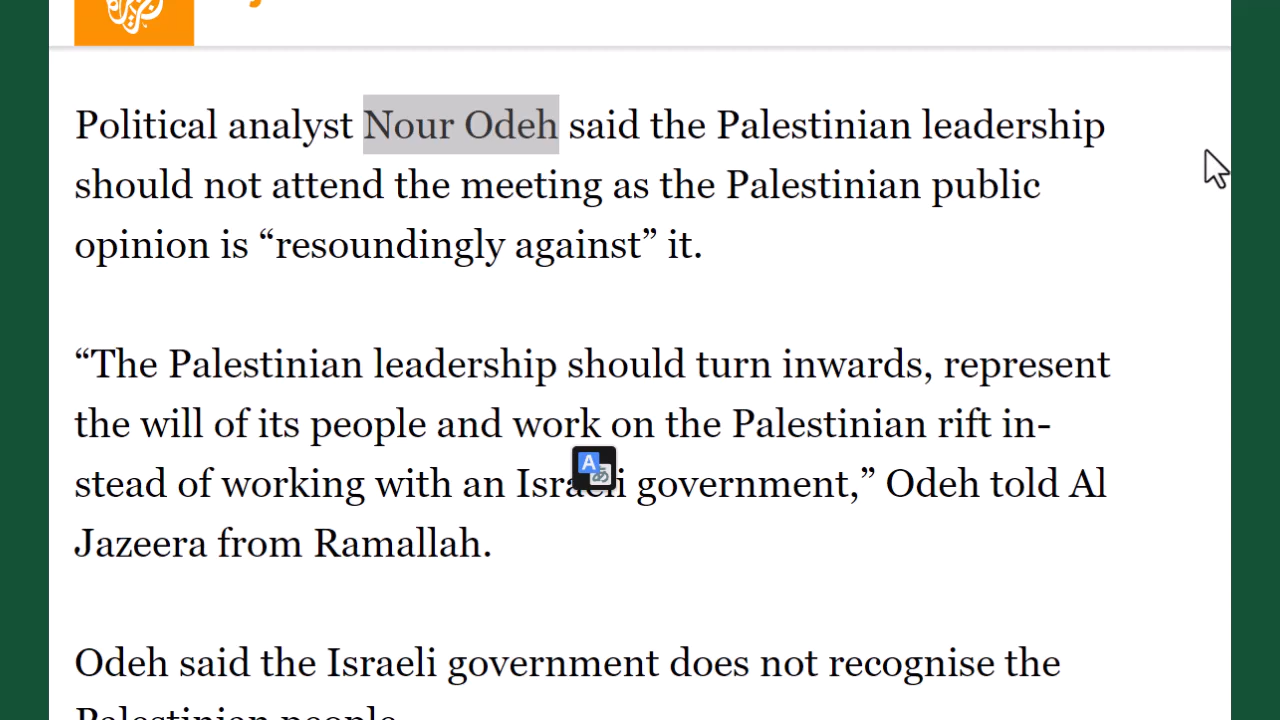 Political analyst Nour Odeh said the Palestinian leadership
should not attend the meeting as the Palestinian public
opinion is “resoundingly against” it.
“The Palestinian leadership should turn inwards, represent
the will of its people and work on the Palestinian rift in-
stead of working with an Israeli government,” Odeh told Al
Jazeera from Ramallah.
Odeh said the Israeli government does not recognise the
Palestinian people